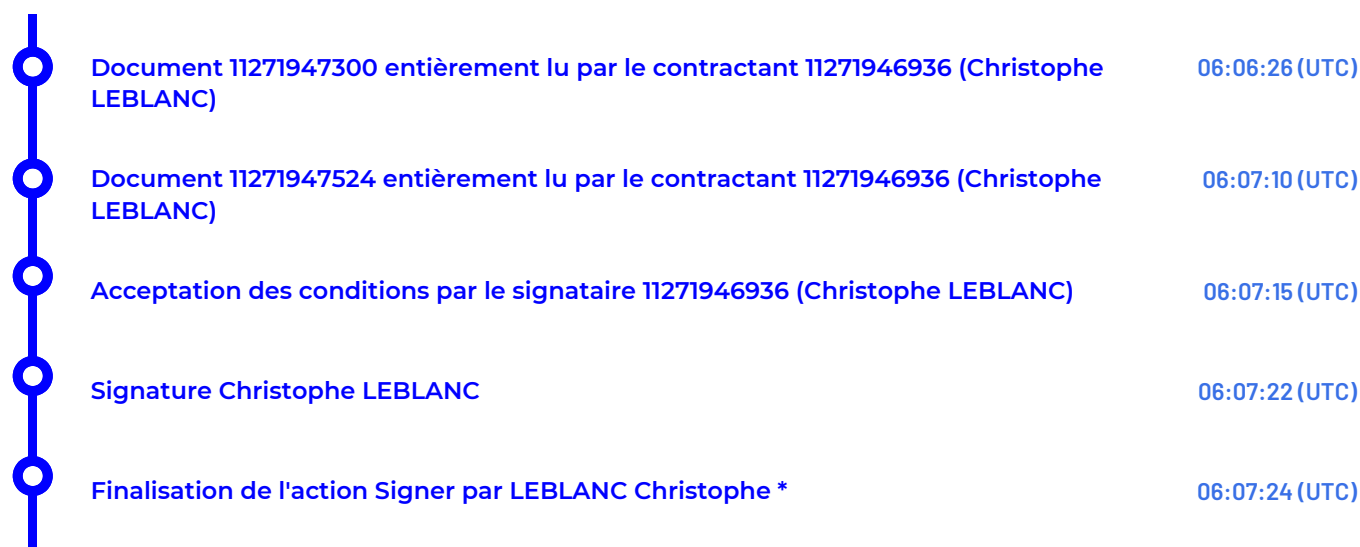 Document 11271947300 entièrement lu par le contractant 11271946936 (Christophe 06:06:26 (UTC)
LEBLANC)
Document 11271947524 entièrement lu par le contractant 11271946936 (Christophe 06:07:10 (UTC)
LEBLANC)
Acceptation des conditions par le signataire 11271946936 (Christophe LEBLANC) 06:07:15 (UTC)
Signature Christophe LEBLANC 06:07:22 (UTC)
Finalisation de l'action Signer par LEBLANC Christophe * 06:07:24 (UTC)